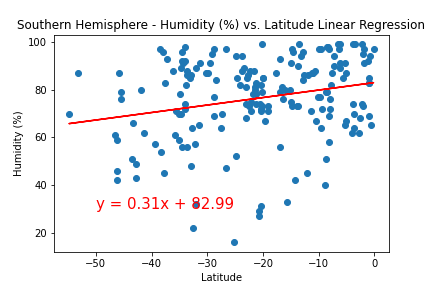 Southern Hemisphere - Humidity (%) vs. Latitude Linear Regression
100
80
60
40
20
Humidity (%)
y = 0.31x + 82.99
−50
−40
−30
−20
−10
0
Latitude